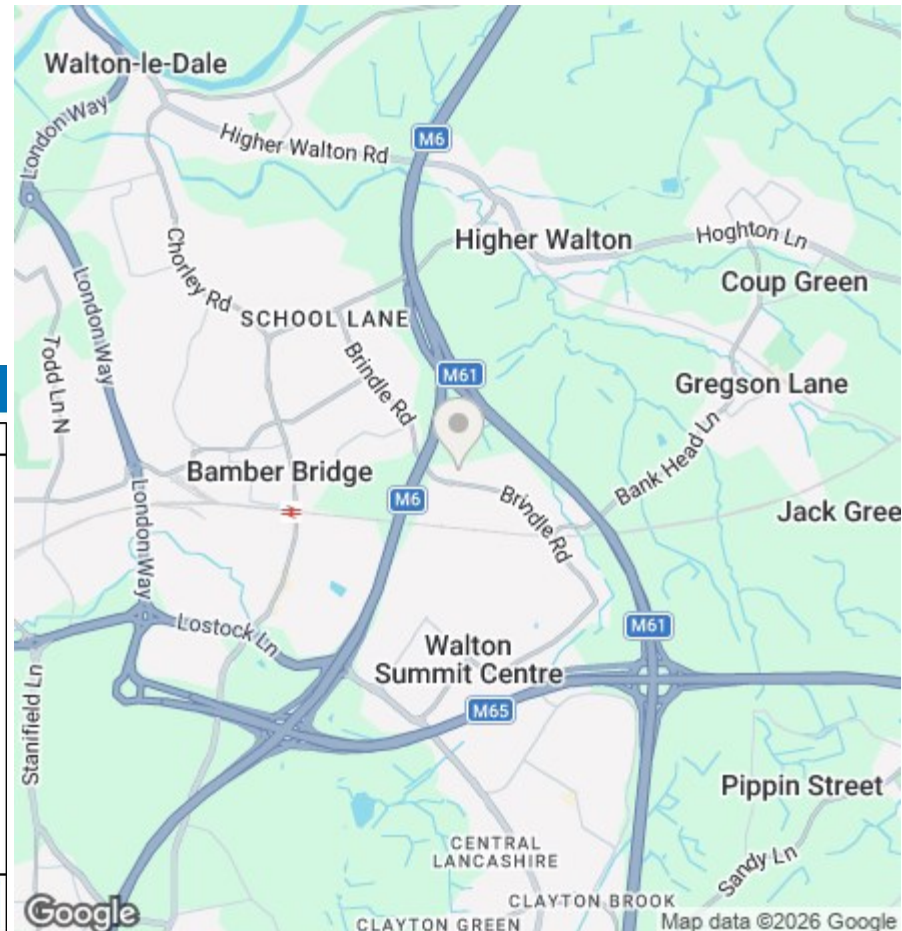 Walton-le-Dale
London Way
Higher Walton Rd
M6
Higher Walton
Hoghton Ln
Coup Green
Chorley Rd
SCHOOL LANE
London Way
Todd Ln N
Brindle Rd
M61
Gregson Lane
Bamber Bridge
Bank Head Ln
M6
Brindle Rd
Jack Gree
London Way
Lostock Ln
M61
Walton
Summit Centre
M65
Stanifield Ln
Pippin Street
CENTRAL
LANCASHIRE
Sandy Ln
CLAYTON BROOK
CLAYTON GREEN
Google
Map data ©2026 Google